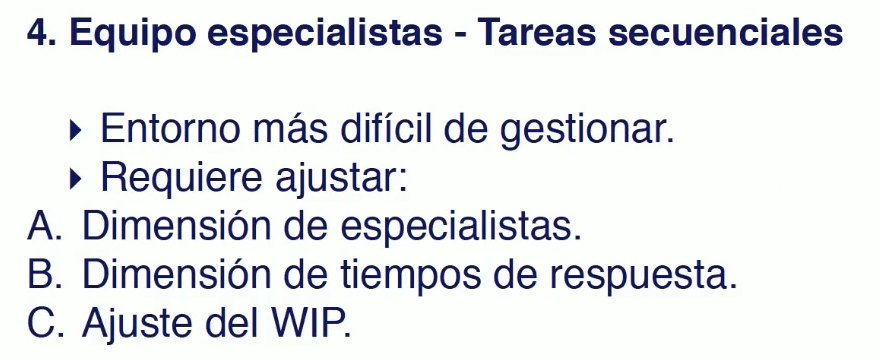 4. Equipo especialistas - Tareas secuenciales
‣ Entorno más difícil de gestionar.
‣ Requiere ajustar:
A. Dimensión de especialistas.
B. Dimensión de tiempos de respuesta.
C. Ajuste del WIP.